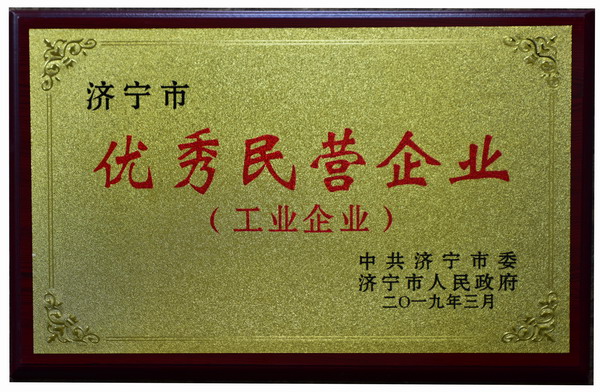 济宁市
优秀民营企业
（工业企业）
中共济宁市委
济宁市人民政府
二〇一九年三月